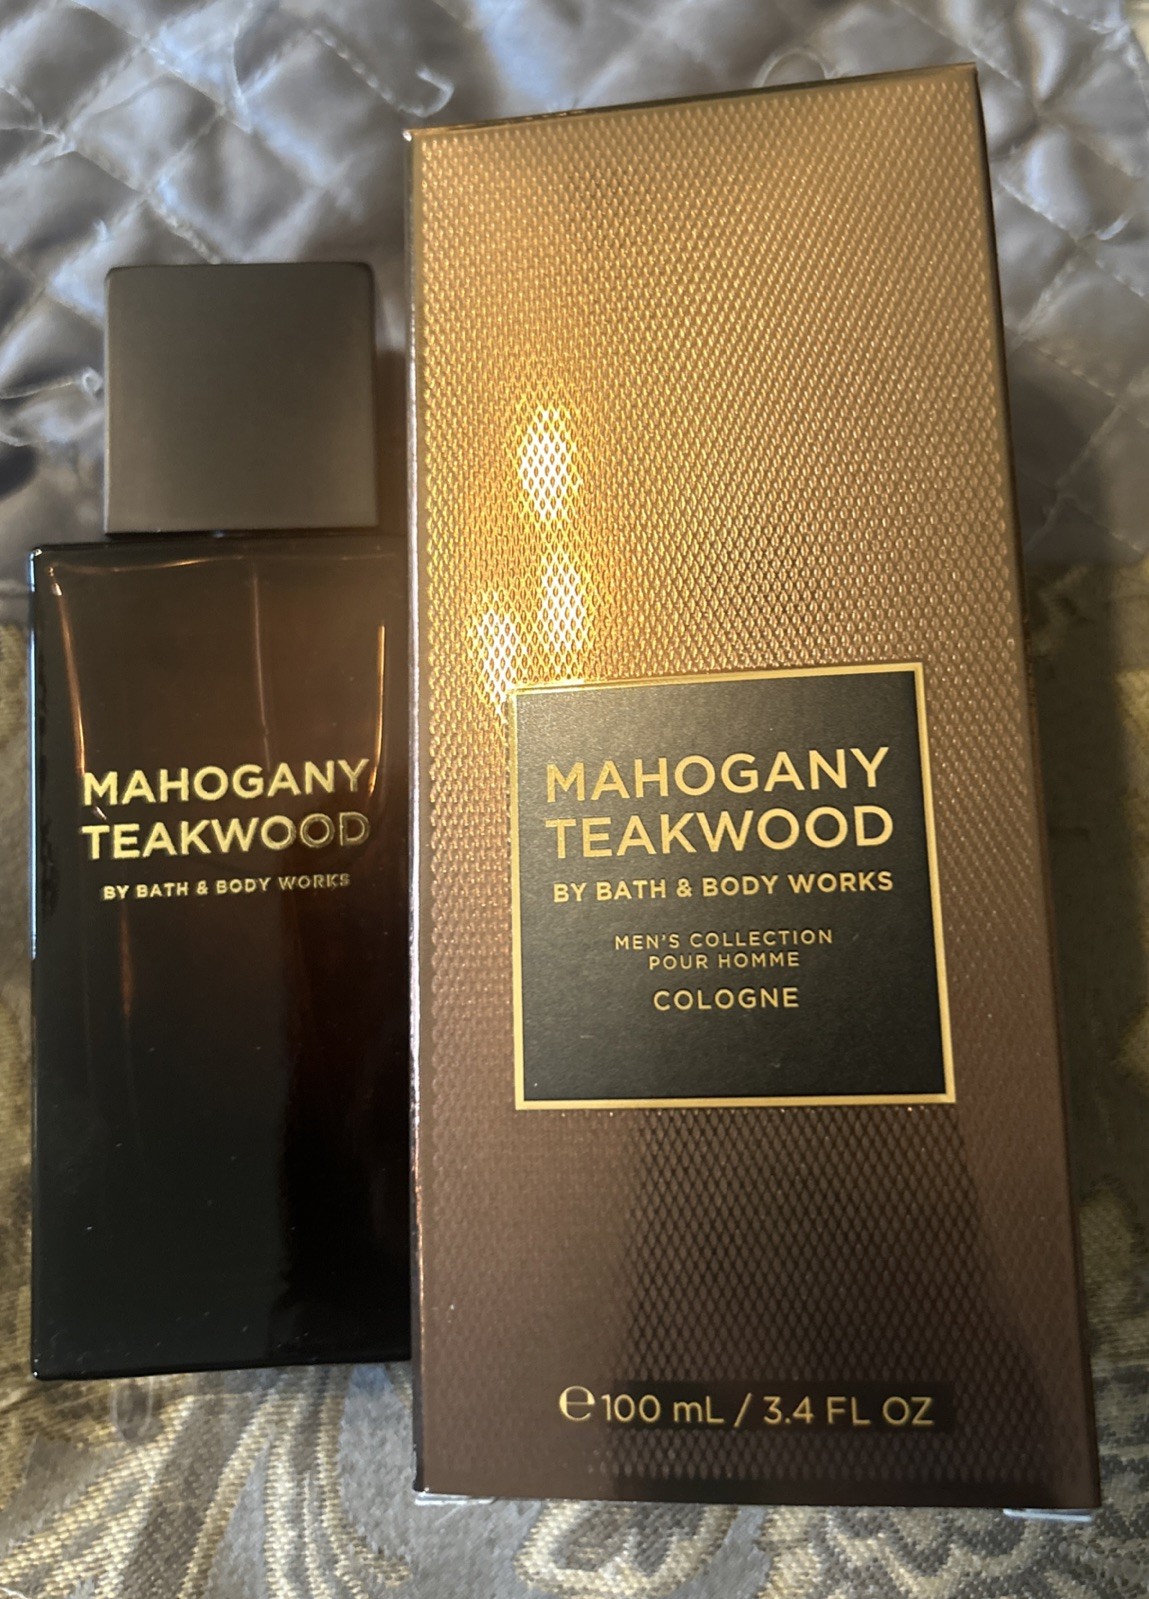 MAHOGANY
TEAKWOOD
BY BATH & BODY WORKS
MAHOGANY
TEAKWOOD
BY BATH & BODY WORKS
MEN'S COLLECTION
POUR HOMME
COLOGNE
℮100 mL / 3.4 FL OZ